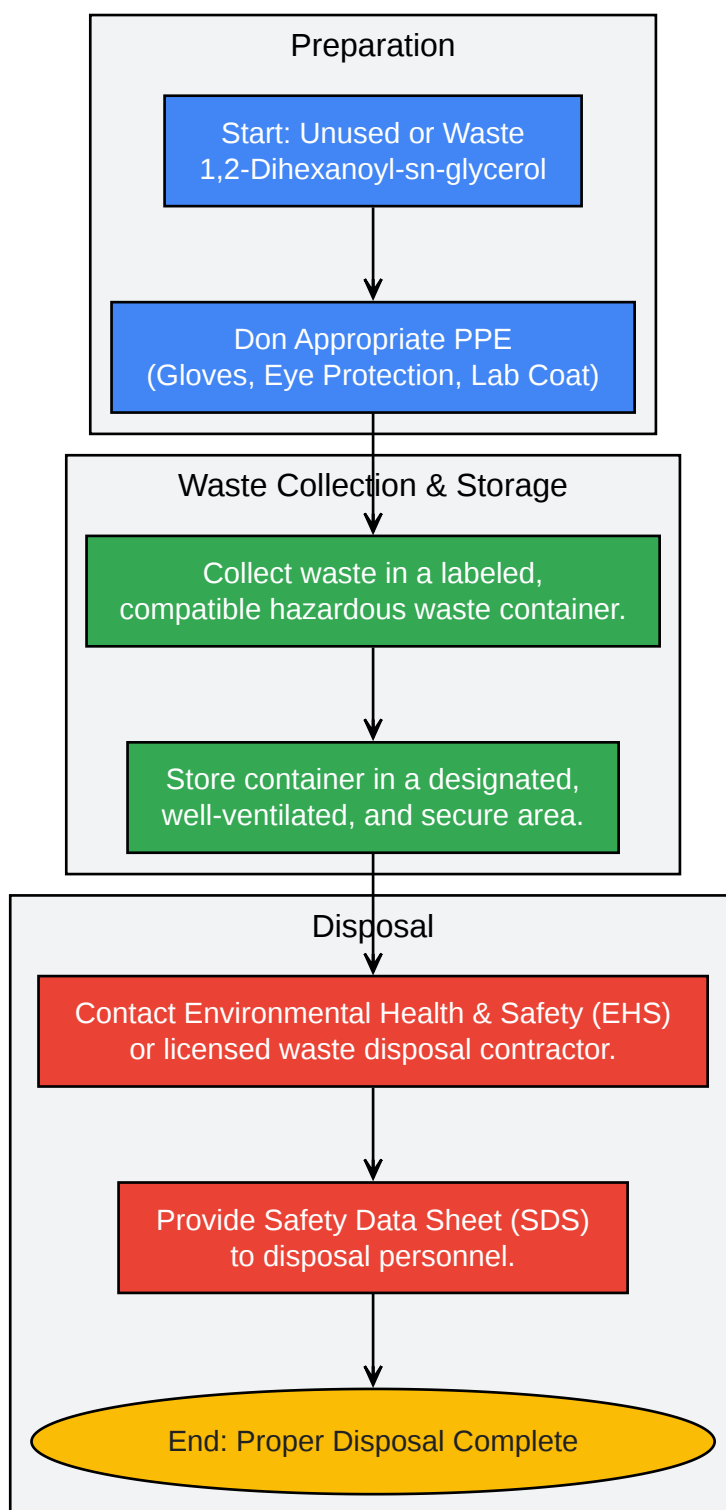 Preparation
Start: Unused or Waste
1,2-Dihexanoyl-sn-glycerol
Don Appropriate PPE
(Gloves, Eye Protection, Lab Coat)
Waste Collection & Storage
Collect waste in a labeled,
compatible hazardous waste container.
Store container in a designated,
well-ventilated, and secure area.
Disposal
Contact Environmental Health & Safety (EHS)
or licensed waste disposal contractor.
Provide Safety Data Sheet (SDS)
to disposal personnel.
End: Proper Disposal Complete